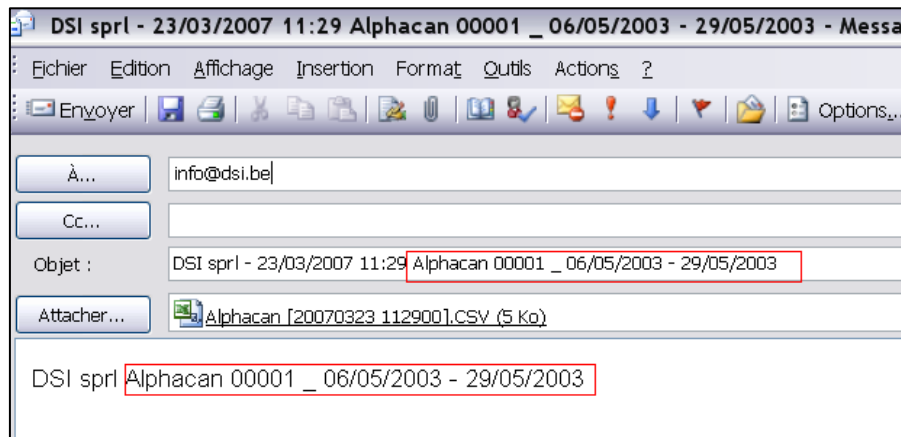 DSI sprl - 23/03/2007 11:29 Alphacan 00001 _ 06/05/2003 - 29/05/2003 - Messa
Fichier Edition Affichage Insertion Format Outils Actions ?
Envoyer Options...
À... info@dsi.be
Cc...
Objet : DSI sprl - 23/03/2007 11:29 Alphacan 00001 _ 06/05/2003 - 29/05/2003
Attacher... Alphacan [20070323 112900].CSV (5 Ko)
DSI sprl Alphacan 00001 _ 06/05/2003 - 29/05/2003